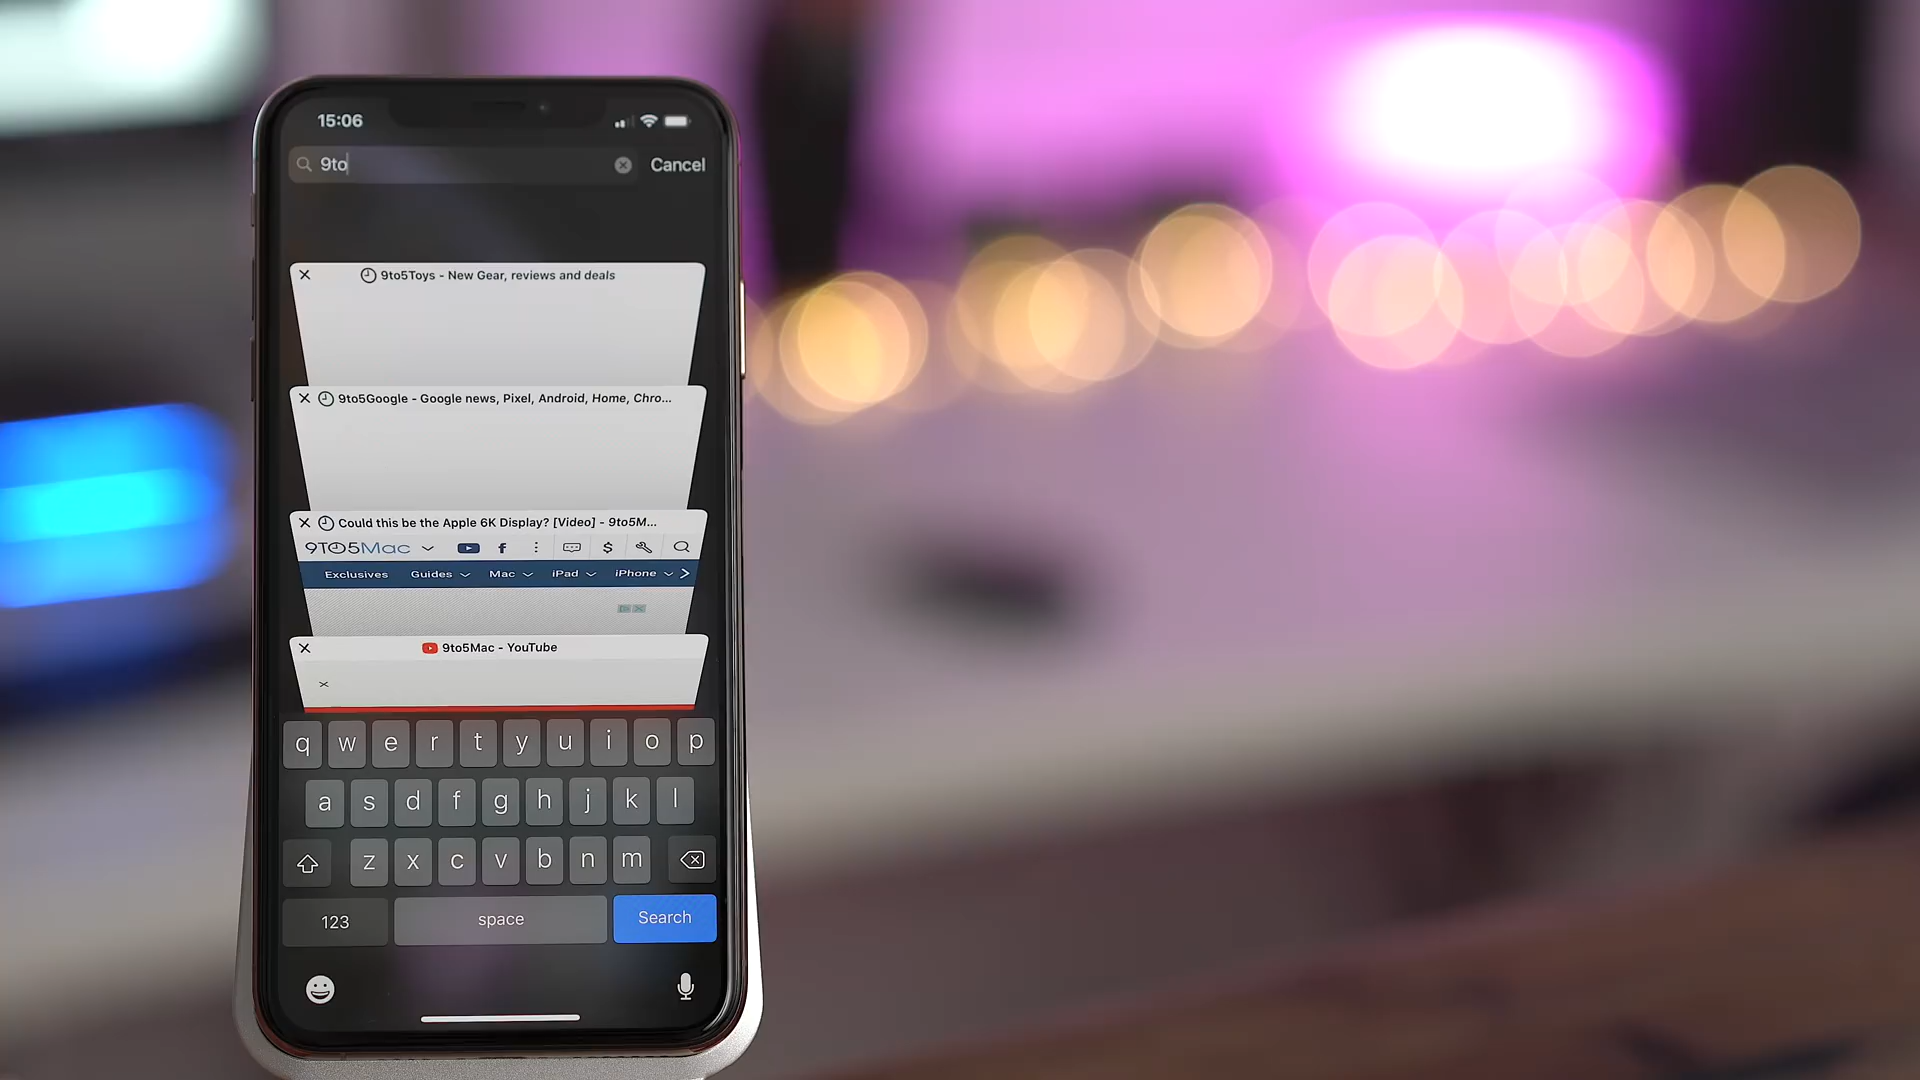 15:06
9to
Cancel
9to5Toys - New Gear, reviews and deals
9to5Google - Google news, Pixel, Android, Home, Chro...
Could this be the Apple 6K Display? [Video] - 9to5M...
9TO5Mac
Exclusives Guides Mac iPad iPhone
9to5Mac - YouTube
q w e r t y u i o p
a s d f g h j k l
z x c v b n m
123 space Search